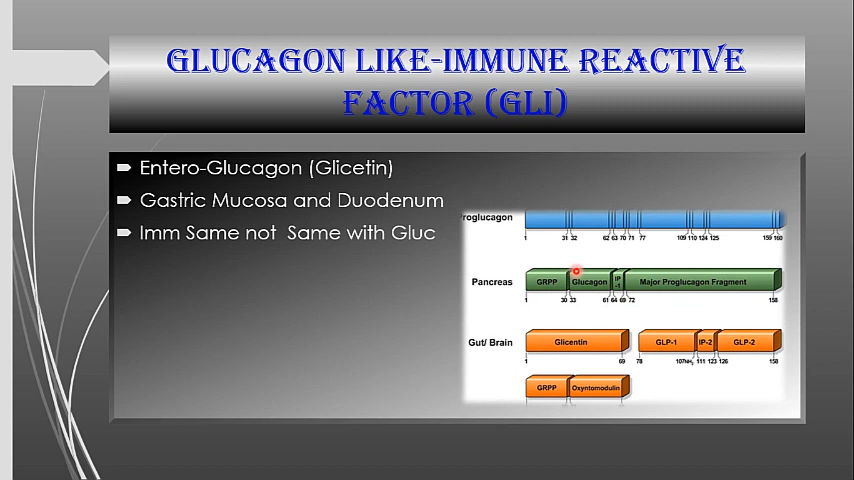 GLUCAGON LIKE-IMMUNE REACTIVE
FACTOR (GLI)
Entero-Glucagon (Glicetin)
Gastric Mucosa and Duodenum
Imm Same not Same with Gluc
roglucagon
1 31 32 62 63 70 71 77 109 110 124 125 159 160
Pancreas GRPP Glucagon IP -1 Major Proglucagon Fragment
1 30 33 61 64 69 72 158
Gut/ Brain Glicentin GLP-1 IP-2 GLP-2
1 69 78 107NH₂ 111 123 126 158
GRPP Oxyntomodulin